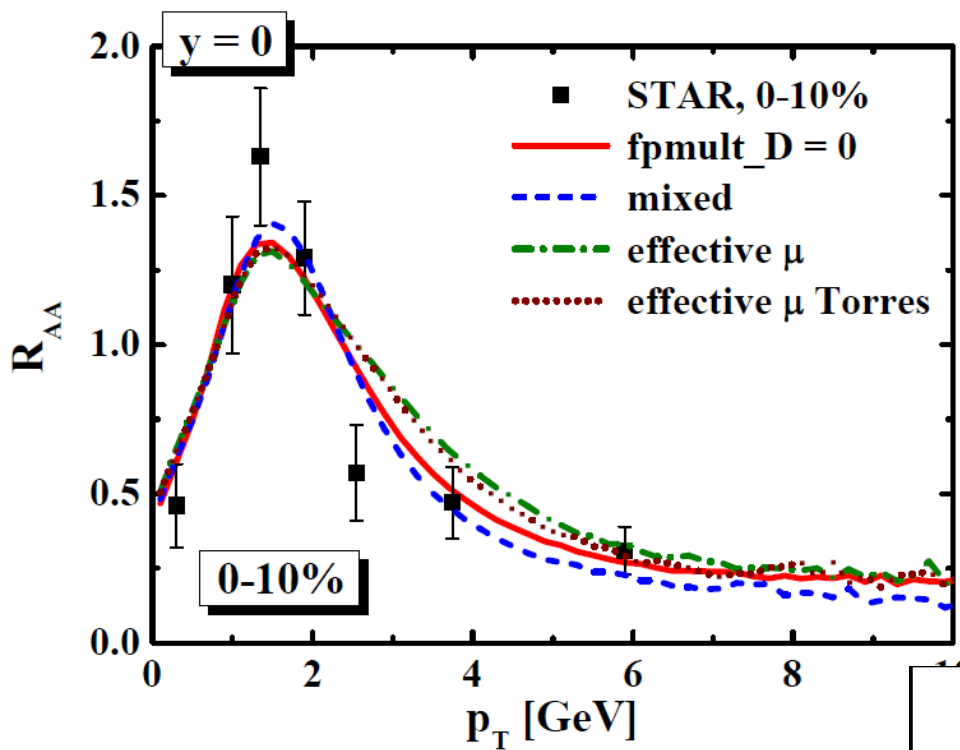 y = 0
2.0
1.5
1.0
0.5
0.0
R_AA
STAR, 0-10%
fpmult_D = 0
mixed
effective μ
effective μ Torres
0-10%
0 2 4 6 8
p_T [GeV]